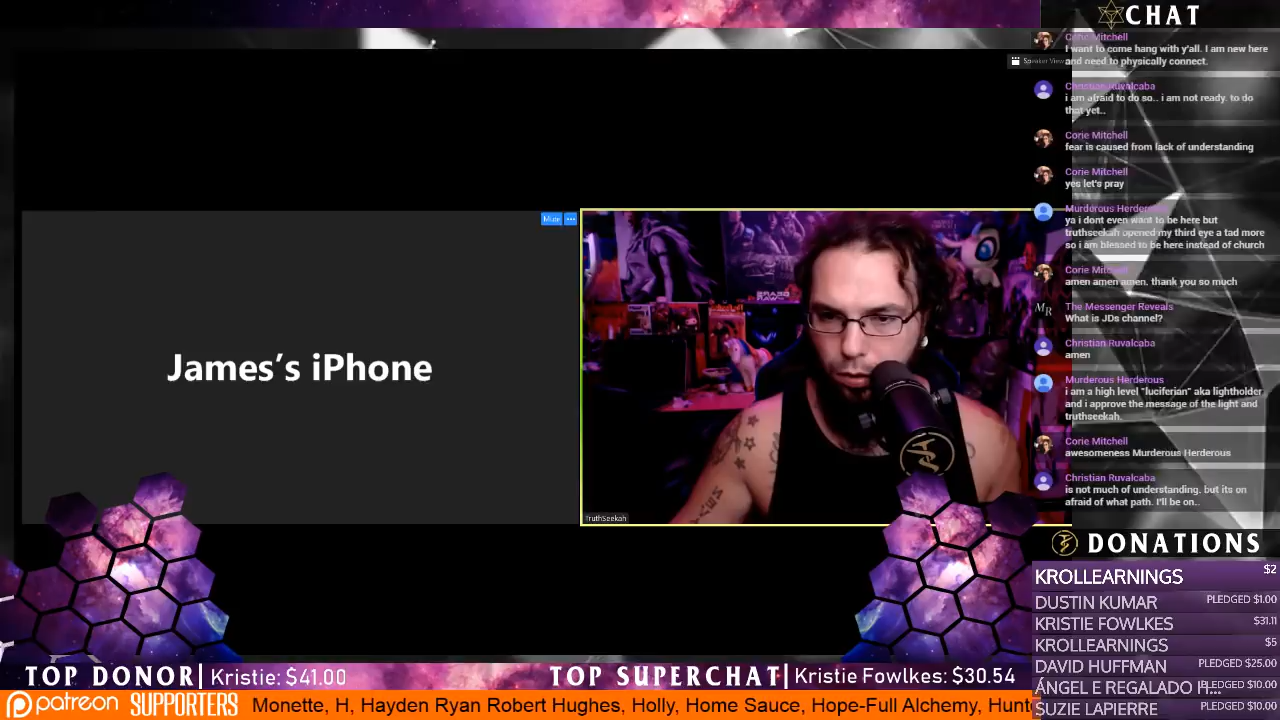 CHAT
Corie Mitchell
I want to come hang with y'all. I am new here
and need to physically connect.
Speaker View
Christian Ruvalcaba
i am afraid to do so.. i am not ready. to do
that yet..
Corie Mitchell
fear is caused from lack of understanding
Corie Mitchell
yes let's pray
Murderous Herderous
ya i dont even want to be here but
truthseekah opened my third eye a tad more
so i am blessed to be here instead of church
Corie Mitchell
amen amen amen. thank you so much
MR
The Messenger Reveals
What is JDs channel?
Christian Ruvalcaba
amen
Murderous Herderous
i am a high level "luciferian" aka lightholder
and i approve the message of the light and
truthseekah.
Corie Mitchell
awesomeness Murderous Herderous
Christian Ruvalcaba
is not much of understanding. but its on
afraid of what path. I'll be on..
Mute ...
James's iPhone
TruthSeekah
DONATIONS
KROLLEARNINGS $2
DUSTIN KUMAR PLEDGED $1.00
KRISTIE FOWLKES $31.11
KROLLEARNINGS $5
DAVID HUFFMAN PLEDGED $25.00
ÁNGEL E REGALADO H... PLEDGED $10.00
SUZIE LAPIERRE PLEDGED $10.00
TOP DONOR| Kristie: $41.00
TOP SUPERCHAT| Kristie Fowlkes: $30.54
patreon SUPPORTERS Monette, H, Hayden Ryan Robert Hughes, Holly, Home Sauce, Hope-Full Alchemy, Hunt